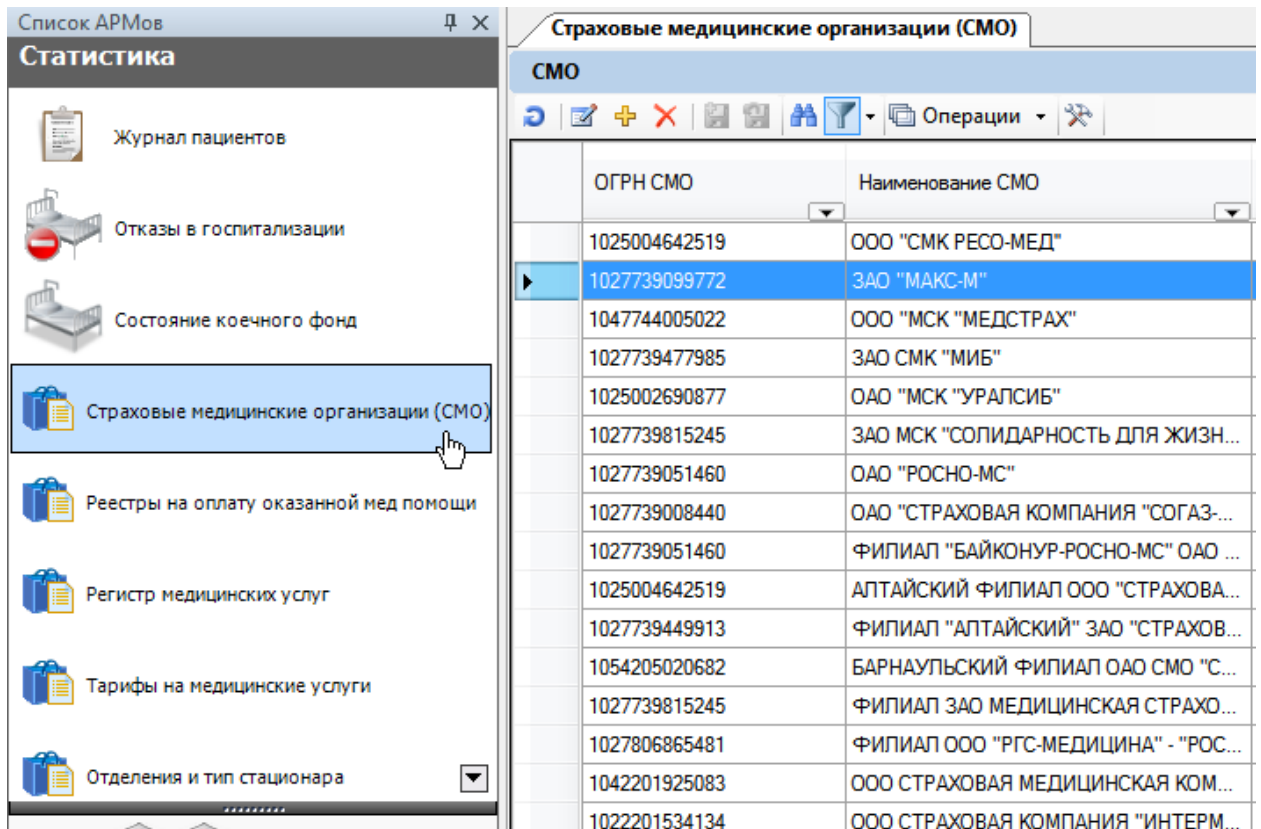 Список АРМов
Статистика
Журнал пациентов
Отказы в госпитализации
Состояние коечного фонд
Страховые медицинские организации (СМО)
Реестры на оплату оказанной мед помощи
Регистр медицинских услуг
Тарифы на медицинские услуги
Отделения и тип стационара
Страховые медицинские организации (СМО)
СМО
Операции
ОГРН СМО Наименование СМО
1025004642519 ООО "СМК РЕСО-МЕД"
1027739099772 ЗАО "МАКС-М"
1047744005022 ООО "МСК "МЕДСТРАХ"
1027739477985 ЗАО СМК "МИБ"
1025002690877 ОАО "МСК "УРАЛСИБ"
1027739815245 ЗАО МСК "СОЛИДАРНОСТЬ ДЛЯ ЖИЗН...
1027739051460 ОАО "РОСНО-МС"
1027739008440 ОАО "СТРАХОВАЯ КОМПАНИЯ "СОГАЗ-...
1027739051460 ФИЛИАЛ "БАЙКОНУР-РОСНО-МС" ОАО ...
1025004642519 АЛТАЙСКИЙ ФИЛИАЛ ООО "СТРАХОВА...
1027739449913 ФИЛИАЛ "АЛТАЙСКИЙ" ЗАО "СТРАХОВ...
1054205020682 БАРНАУЛЬСКИЙ ФИЛИАЛ ОАО СМО "С...
1027739815245 ФИЛИАЛ ЗАО МЕДИЦИНСКАЯ СТРАХО...
1027806865481 ФИЛИАЛ ООО "РГС-МЕДИЦИНА" - "РОС...
1042201925083 ООО СТРАХОВАЯ МЕДИЦИНСКАЯ КОМ...
1022201534134 ООО СТРАХОВАЯ КОМПАНИЯ "ИНТЕРМ...